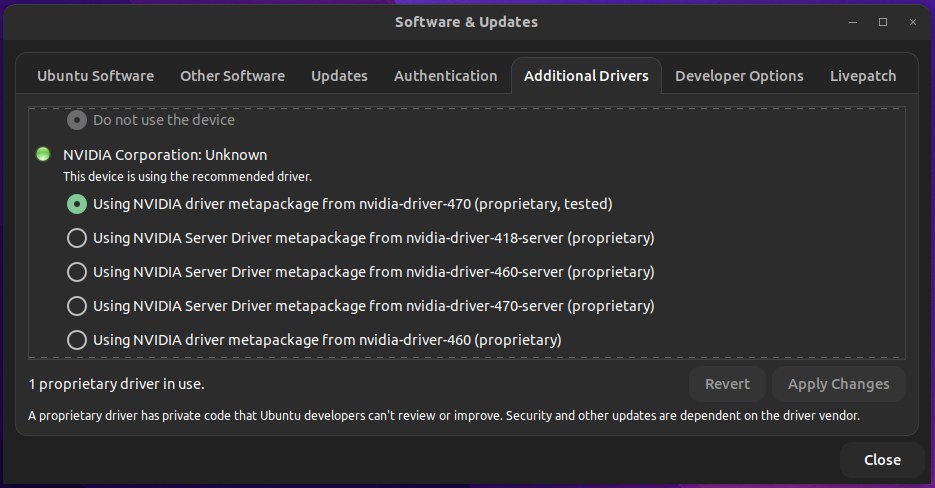 Software & Updates
Ubuntu Software Other Software Updates Authentication Additional Drivers Developer Options Livepatch
Do not use the device
NVIDIA Corporation: Unknown
This device is using the recommended driver.
Using NVIDIA driver metapackage from nvidia-driver-470 (proprietary, tested)
Using NVIDIA Server Driver metapackage from nvidia-driver-418-server (proprietary)
Using NVIDIA Server Driver metapackage from nvidia-driver-460-server (proprietary)
Using NVIDIA Server Driver metapackage from nvidia-driver-470-server (proprietary)
Using NVIDIA driver metapackage from nvidia-driver-460 (proprietary)
1 proprietary driver in use. Revert Apply Changes
A proprietary driver has private code that Ubuntu developers can't review or improve. Security and other updates are dependent on the driver vendor.
Close